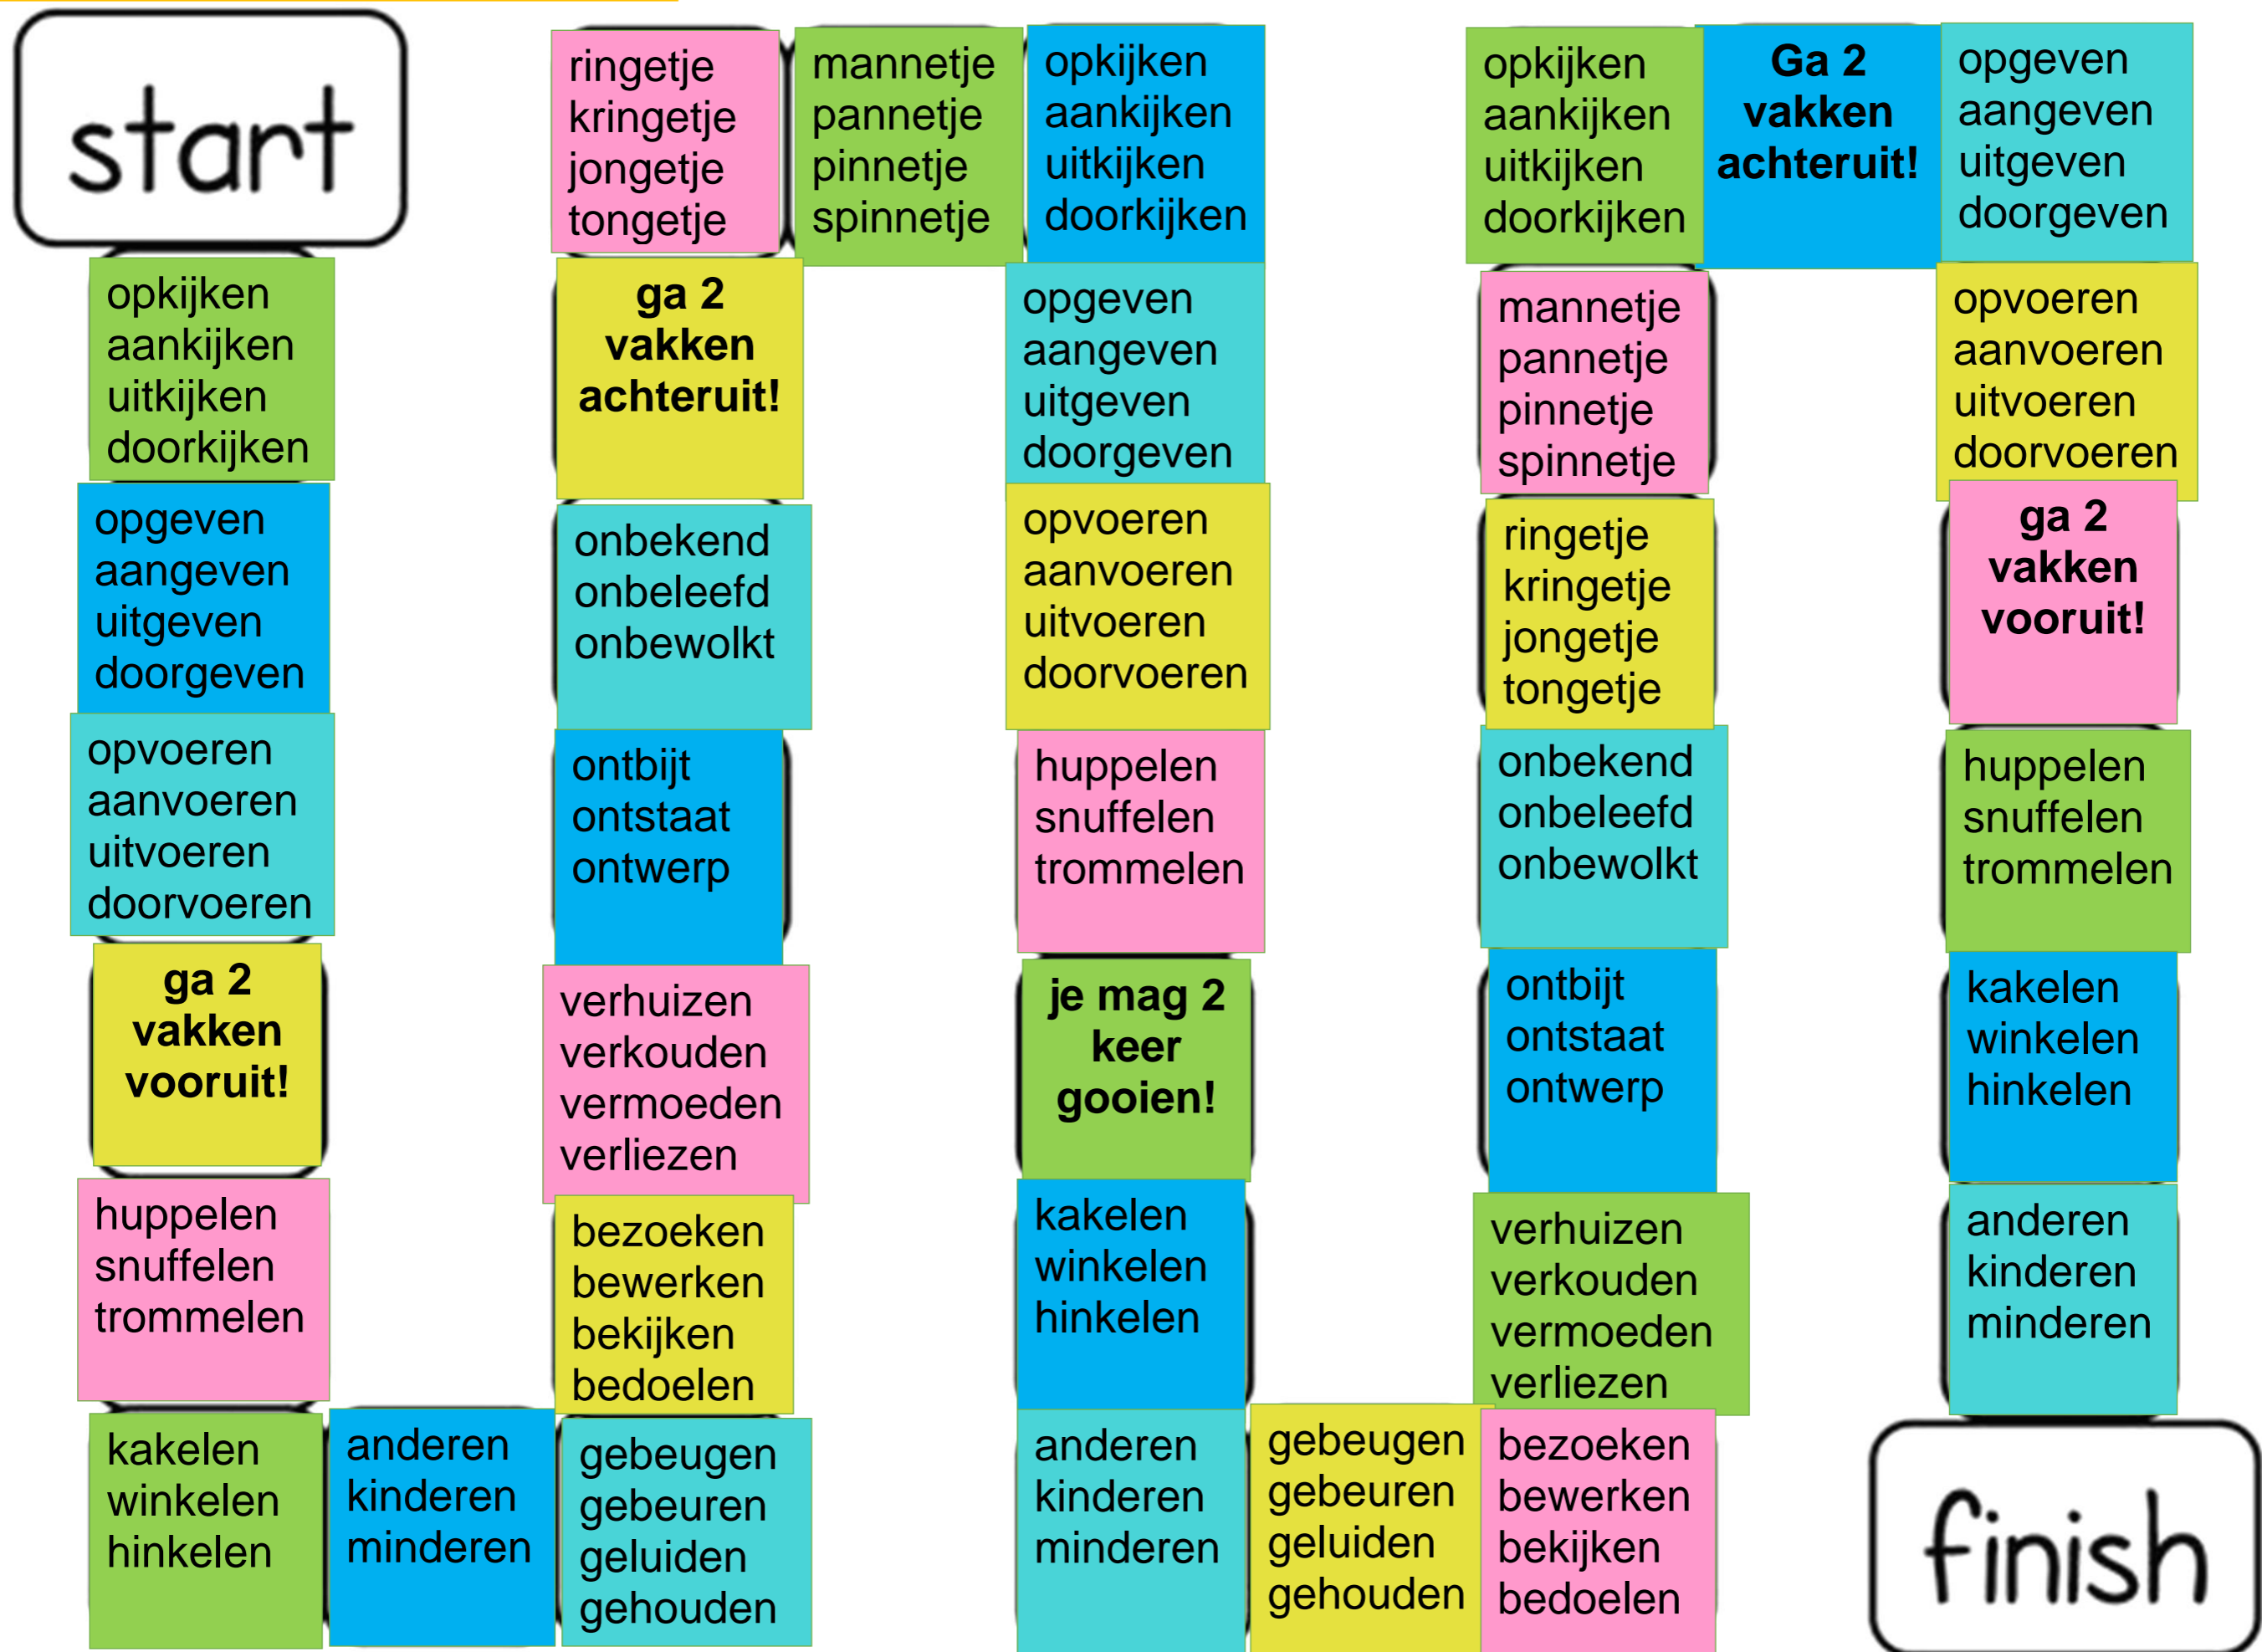 start
opkijken
aankijken
uitkijken
doorkijken
opgeven
aangeven
uitgeven
doorgeven
opvoeren
aanvoeren
uitvoeren
doorvoeren
ga 2
vakken
vooruit!
huppelen
snuffelen
trommelen
kakelen
winkelen
hinkelen
anderen
kinderen
minderen
gebeugen
gebeuren
geluiden
gehouden
bezoeken
bewerken
bekijken
bedoelen
verhuizen
verkouden
vermoeden
verliezen
ontbijt
ontstaat
ontwerp
onbekend
onbeleefd
onbewolkt
ga 2
vakken
achteruit!
ringetje
kringetje
jongetje
tongetje
mannetje
pannetje
pinnetje
spinnetje
opkijken
aankijken
uitkijken
doorkijken
opgeven
aangeven
uitgeven
doorgeven
opvoeren
aanvoeren
uitvoeren
doorvoeren
huppelen
snuffelen
trommelen
je mag 2
keer
gooien!
kakelen
winkelen
hinkelen
anderen
kinderen
minderen
gebeugen
gebeuren
geluiden
gehouden
bezoeken
bewerken
bekijken
bedoelen
verhuizen
verkouden
vermoeden
verliezen
ontbijt
ontstaat
ontwerp
onbekend
onbeleefd
onbewolkt
ringetje
kringetje
jongetje
tongetje
mannetje
pannetje
pinnetje
spinnetje
opkijken
aankijken
uitkijken
doorkijken
Ga 2
vakken
achteruit!
opgeven
aangeven
uitgeven
doorgeven
opvoeren
aanvoeren
uitvoeren
doorvoeren
ga 2
vakken
vooruit!
huppelen
snuffelen
trommelen
kakelen
winkelen
hinkelen
anderen
kinderen
minderen
finish